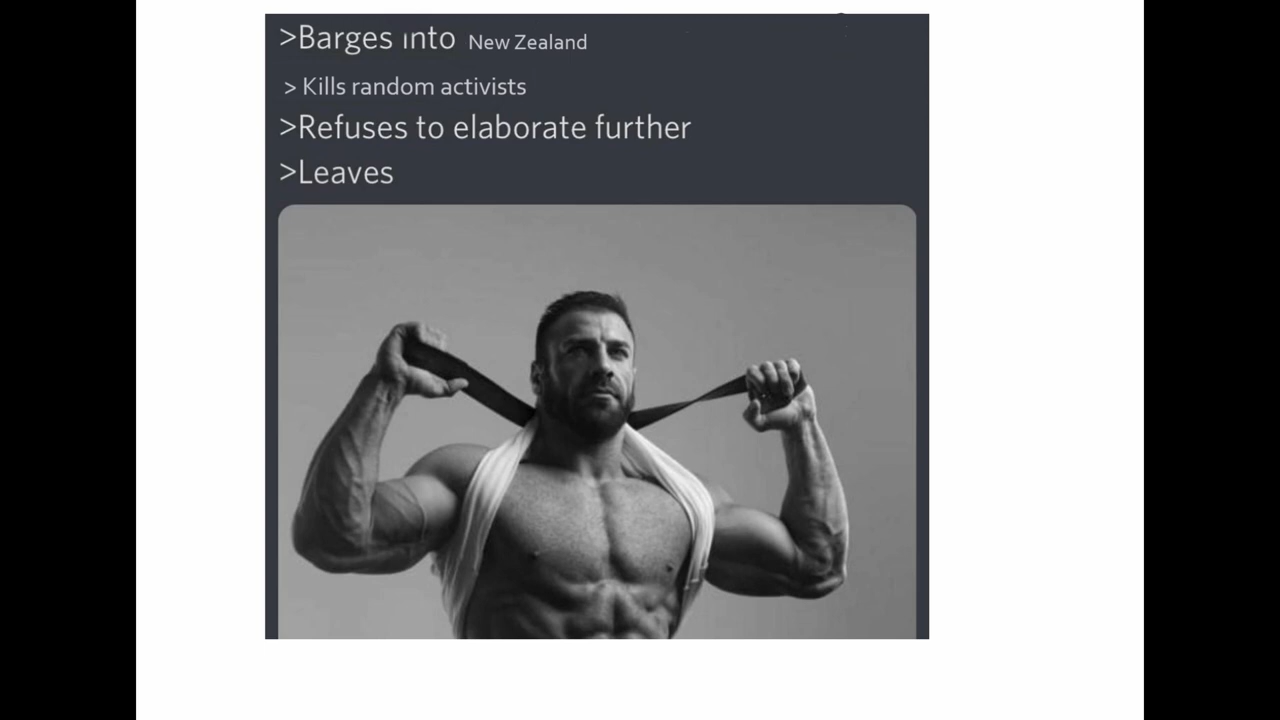 >Barges into New Zealand
> Kills random activists
>Refuses to elaborate further
>Leaves